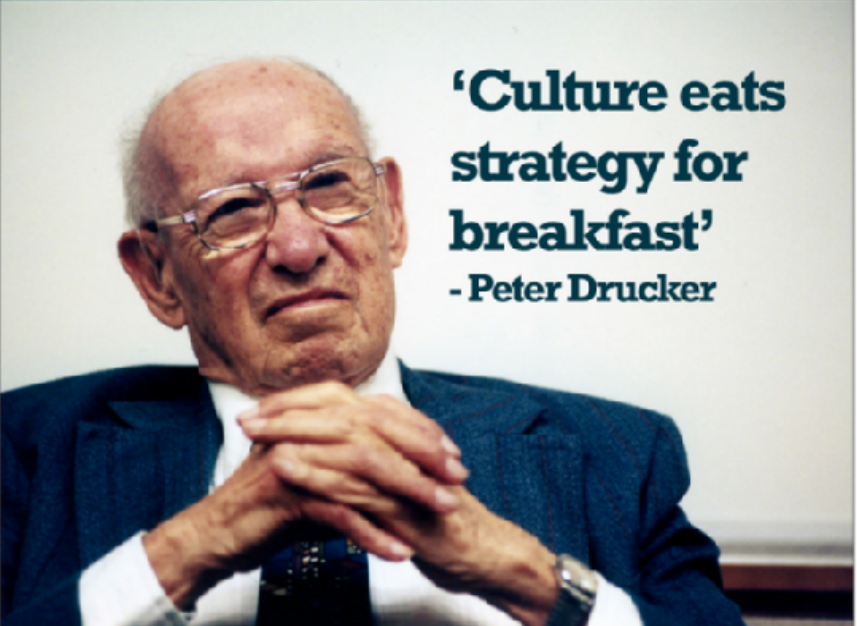 ‘Culture eats
strategy for
breakfast’
- Peter Drucker